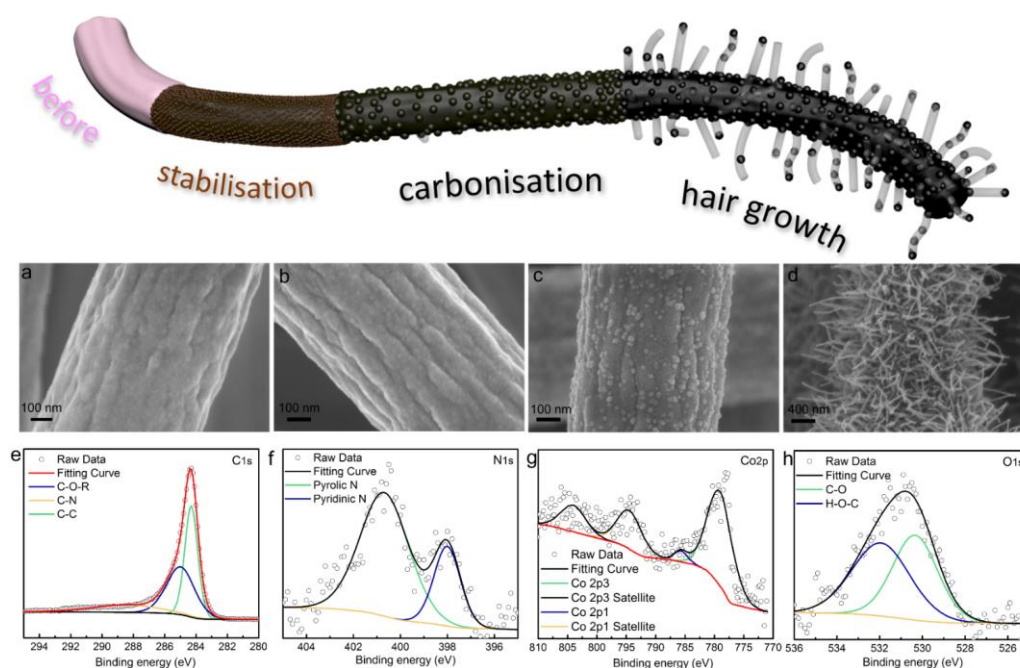 before
stabilisation
carbonisation
hair growth
a
100 nm
b
100 nm
c
100 nm
d
400 nm
e
C1s
Raw Data
Fitting Curve
C-O-R
C-N
C-C
294 292 290 288 286 284 282 280
Binding energy (eV)
f
N1s
Raw Data
Fitting Curve
Pyrolic N
Pyridinic N
404 402 400 398 396
Binding energy (eV)
g
Co2p
Raw Data
Fitting Curve
Co 2p3
Co 2p3 Satellite
Co 2p1
Co 2p1 Satellite
810 805 800 795 790 785 780 775 770
Binding energy (eV)
h
O1s
Raw Data
Fitting Curve
C-O
H-O-C
536 534 532 530 528 526
Binding energy (eV)